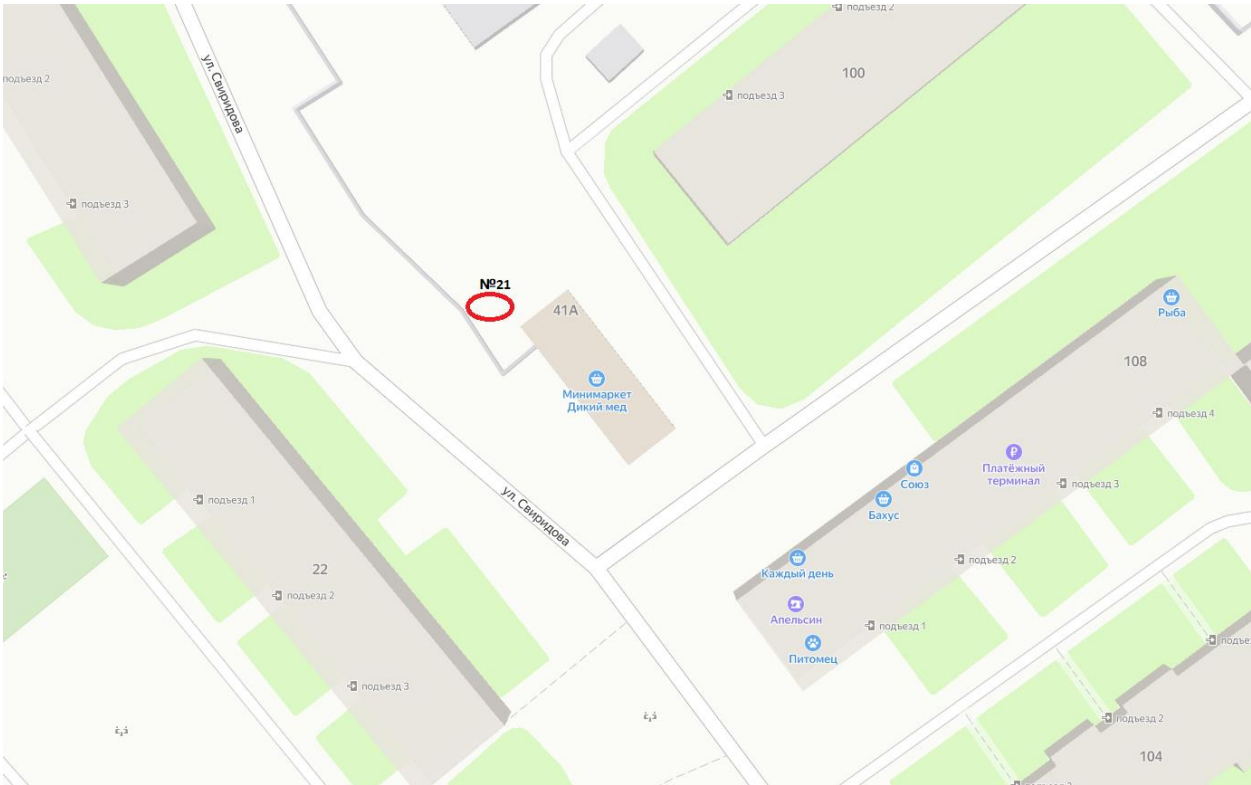 подъезд 2
100
подъезд 3
подъезд 2
ул. Свиридова
подъезд 3
№21
41А
Минимаркет
Дикий мед
Рыба
108
подъезд 4
Платёжный
терминал
подъезд 3
Союз
Бахус
подъезд 2
Каждый день
Апельсин
подъезд 1
Питомец
ул. Свиридова
подъезд 1
22
подъезд 2
подъезд 3
подъезд 2
104